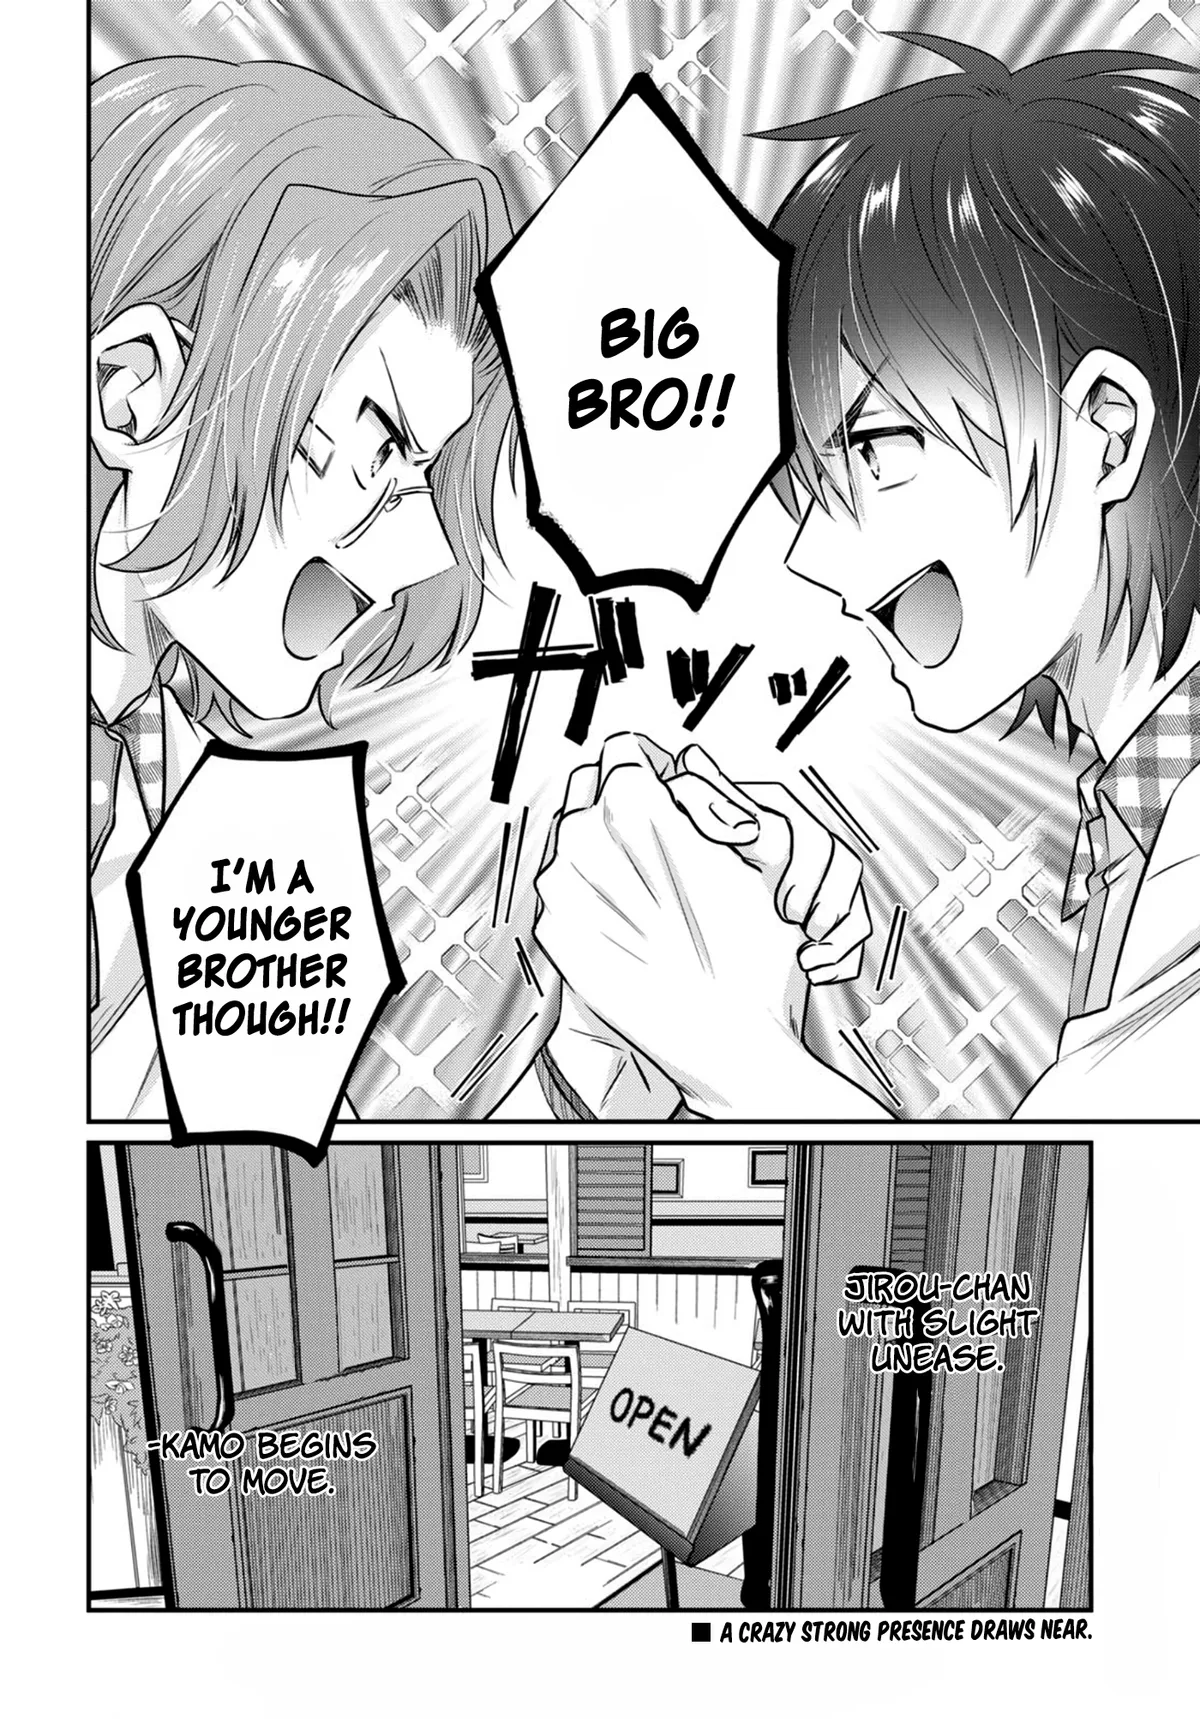 BIG
BRO!!
ガッッ
I'M A
YOUNGER
BROTHER
THOUGH!!
JIROU-CHAN
WITH SLIGHT
UNEASE.
OPEN
-KAMO BEGINS
TO MOVE.
■ A CRAZY STRONG PRESENCE DRAWS NEAR.